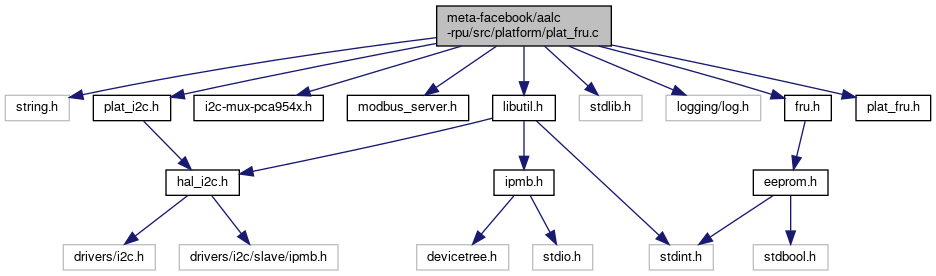 meta-facebook/aalc
-rpu/src/platform/plat_fru.c
string.h
plat_i2c.h
i2c-mux-pca954x.h
modbus_server.h
libutil.h
stdlib.h
logging/log.h
fru.h
plat_fru.h
hal_i2c.h
ipmb.h
eeprom.h
drivers/i2c.h
drivers/i2c/slave/ipmb.h
devicetree.h
stdio.h
stdint.h
stdbool.h